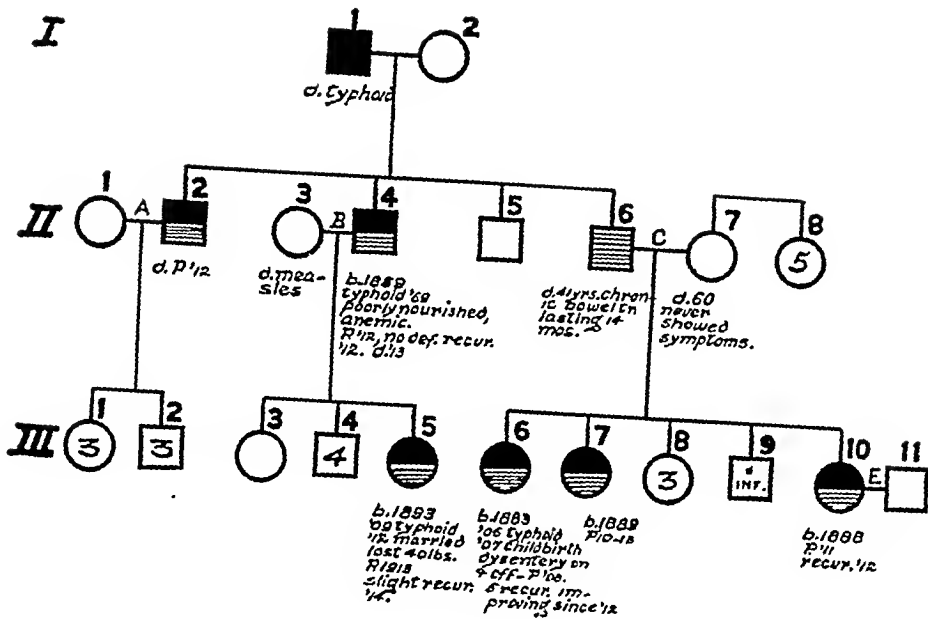 I
1
2
d. typhoid
II
1
A
2
3
B
4
5
6
C
7
8
5
d. P '12
d. mea-
sles
b. 1859
typhoid '69
poorly nourished,
anemic.
P. '12, no def. recur.
'12. d. '13
d. 41 yrs. chron-
ic bowel
lasting 14
mos.
d. 60
never
showed
symptoms.
III
1
3
2
3
3
4
4
5
6
7
8
3
9
d
INF.
10
E
11
b. 1893
'09 typhoid
'12 married
lost 40 lbs.
P. 1913
slight recur.
'14.
b. 1883
'06 typhoid
'07 childbirth
dysentery on
& off - P '08.
5 recur. im-
proving since '12
b. 1889
P '10-13
b. 1888
P. '11
recur. '12